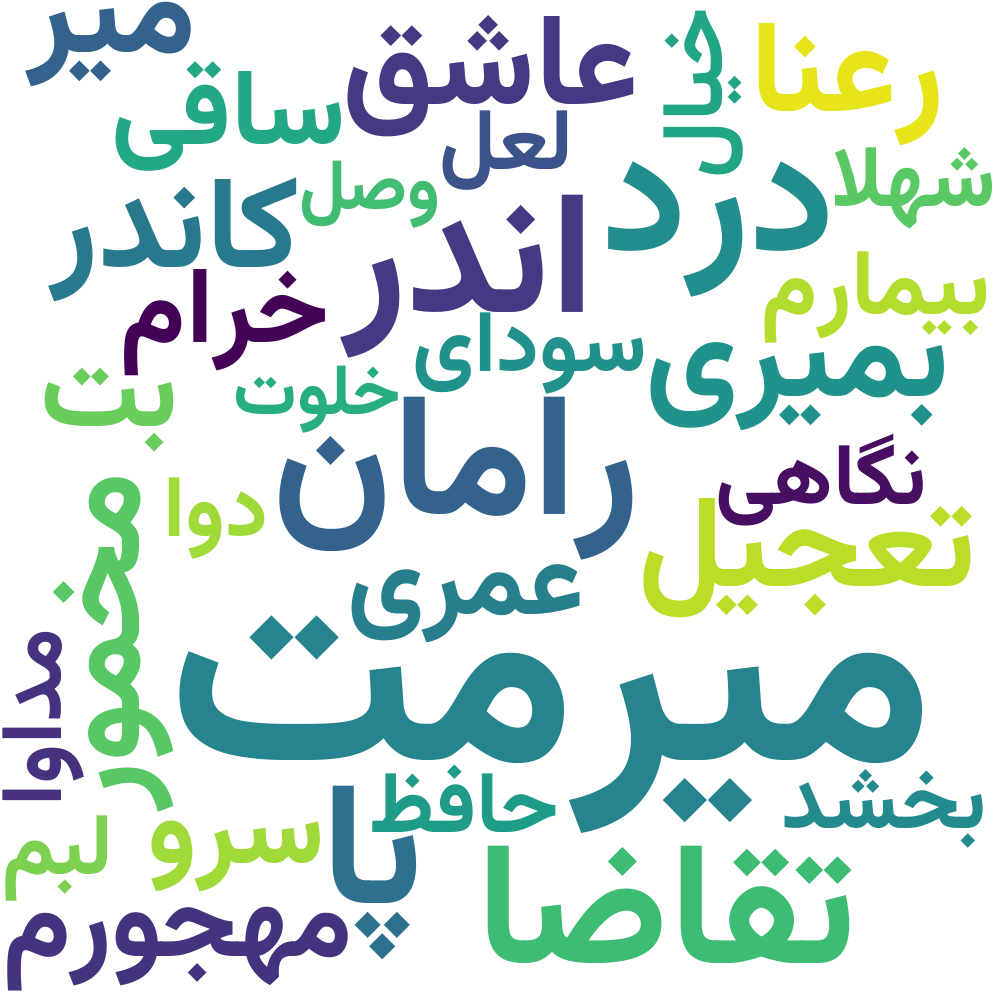 میر
عاشق
خیال
رعنا
ساقی
لعل
شهلا
وصل
درد
کاندر
اندر
بیمارم
خرام
سودای
بمیری
بت
خلوت
رامان
نگاهی
دوا
تعجیل
مخمور
عمری
مداوا
میرمت
حافظ
بخشد
سرو
پا
لبم
تقاضا
مهجورم